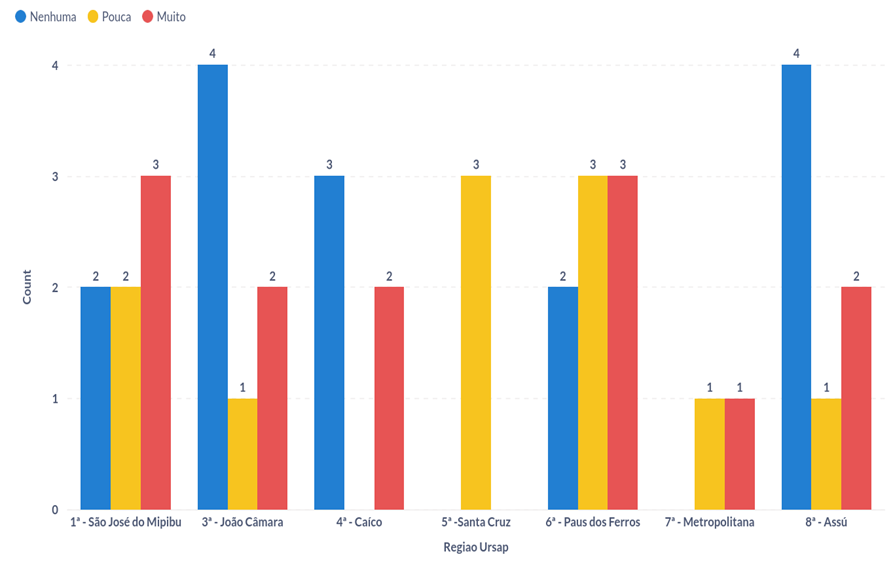 Nenhuma Pouca Muito
4
3
2
1
0
Count
2 2 3
4 1 2
3 2
3
2 3 3
1 1
4 1 2
1ª - São José do Mipibu 3ª - João Câmara 4ª - Caíco 5ª -Santa Cruz 6ª - Paus dos Ferros 7ª - Metropolitana 8ª - Assú
Regiao Ursap